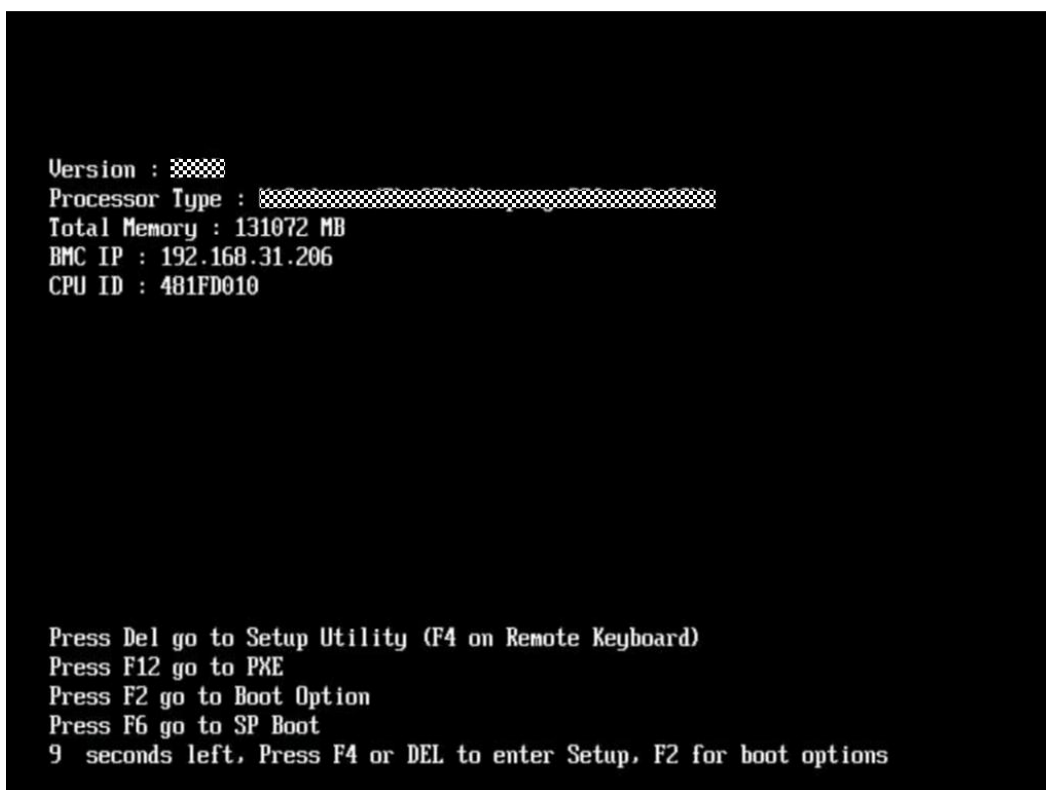 Version :
Processor Type :
Total Memory : 131072 MB
BMC IP : 192.168.31.206
CPU ID : 481FD010
Press Del go to Setup Utility (F4 on Remote Keyboard)
Press F12 go to PXE
Press F2 go to Boot Option
Press F6 go to SP Boot
9 seconds left, Press F4 or DEL to enter Setup, F2 for boot options